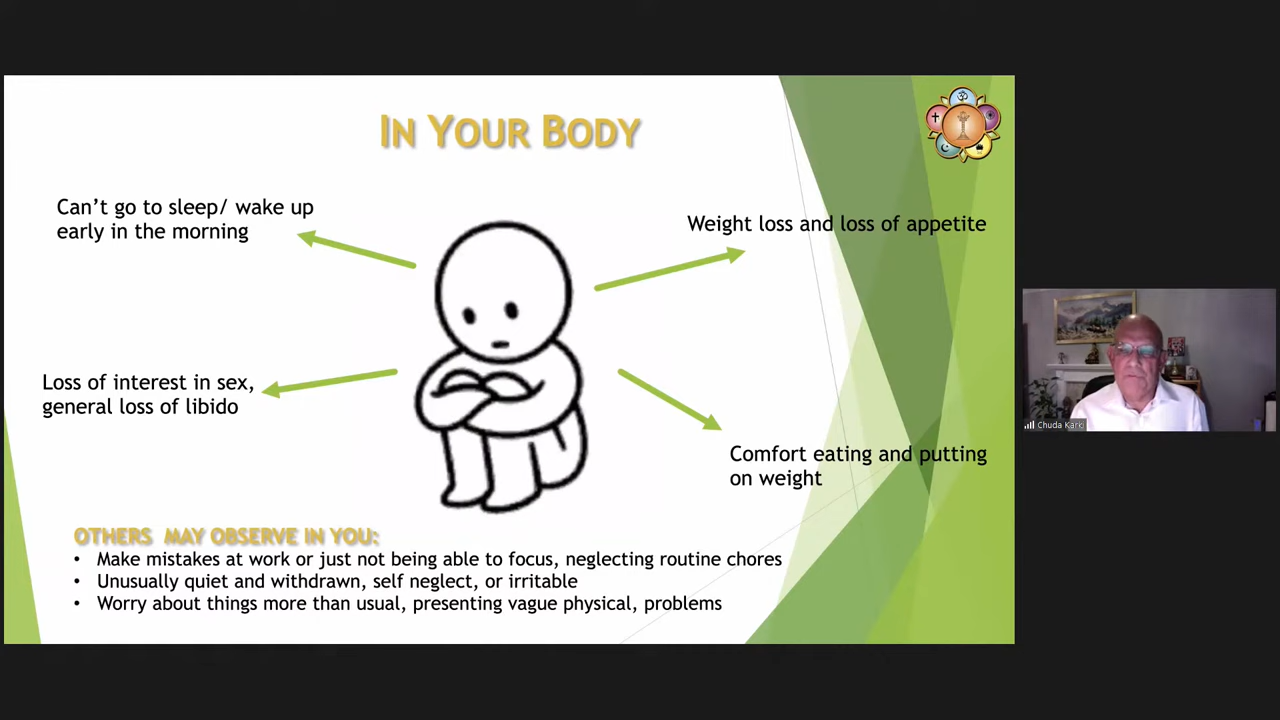 IN YOUR BODY
Can't go to sleep/ wake up
early in the morning
Weight loss and loss of appetite
Loss of interest in sex,
general loss of libido
Comfort eating and putting
on weight
OTHERS MAY OBSERVE IN YOU:
• Make mistakes at work or just not being able to focus, neglecting routine chores
• Unusually quiet and withdrawn, self neglect, or irritable
• Worry about things more than usual, presenting vague physical, problems
Chuda Karki